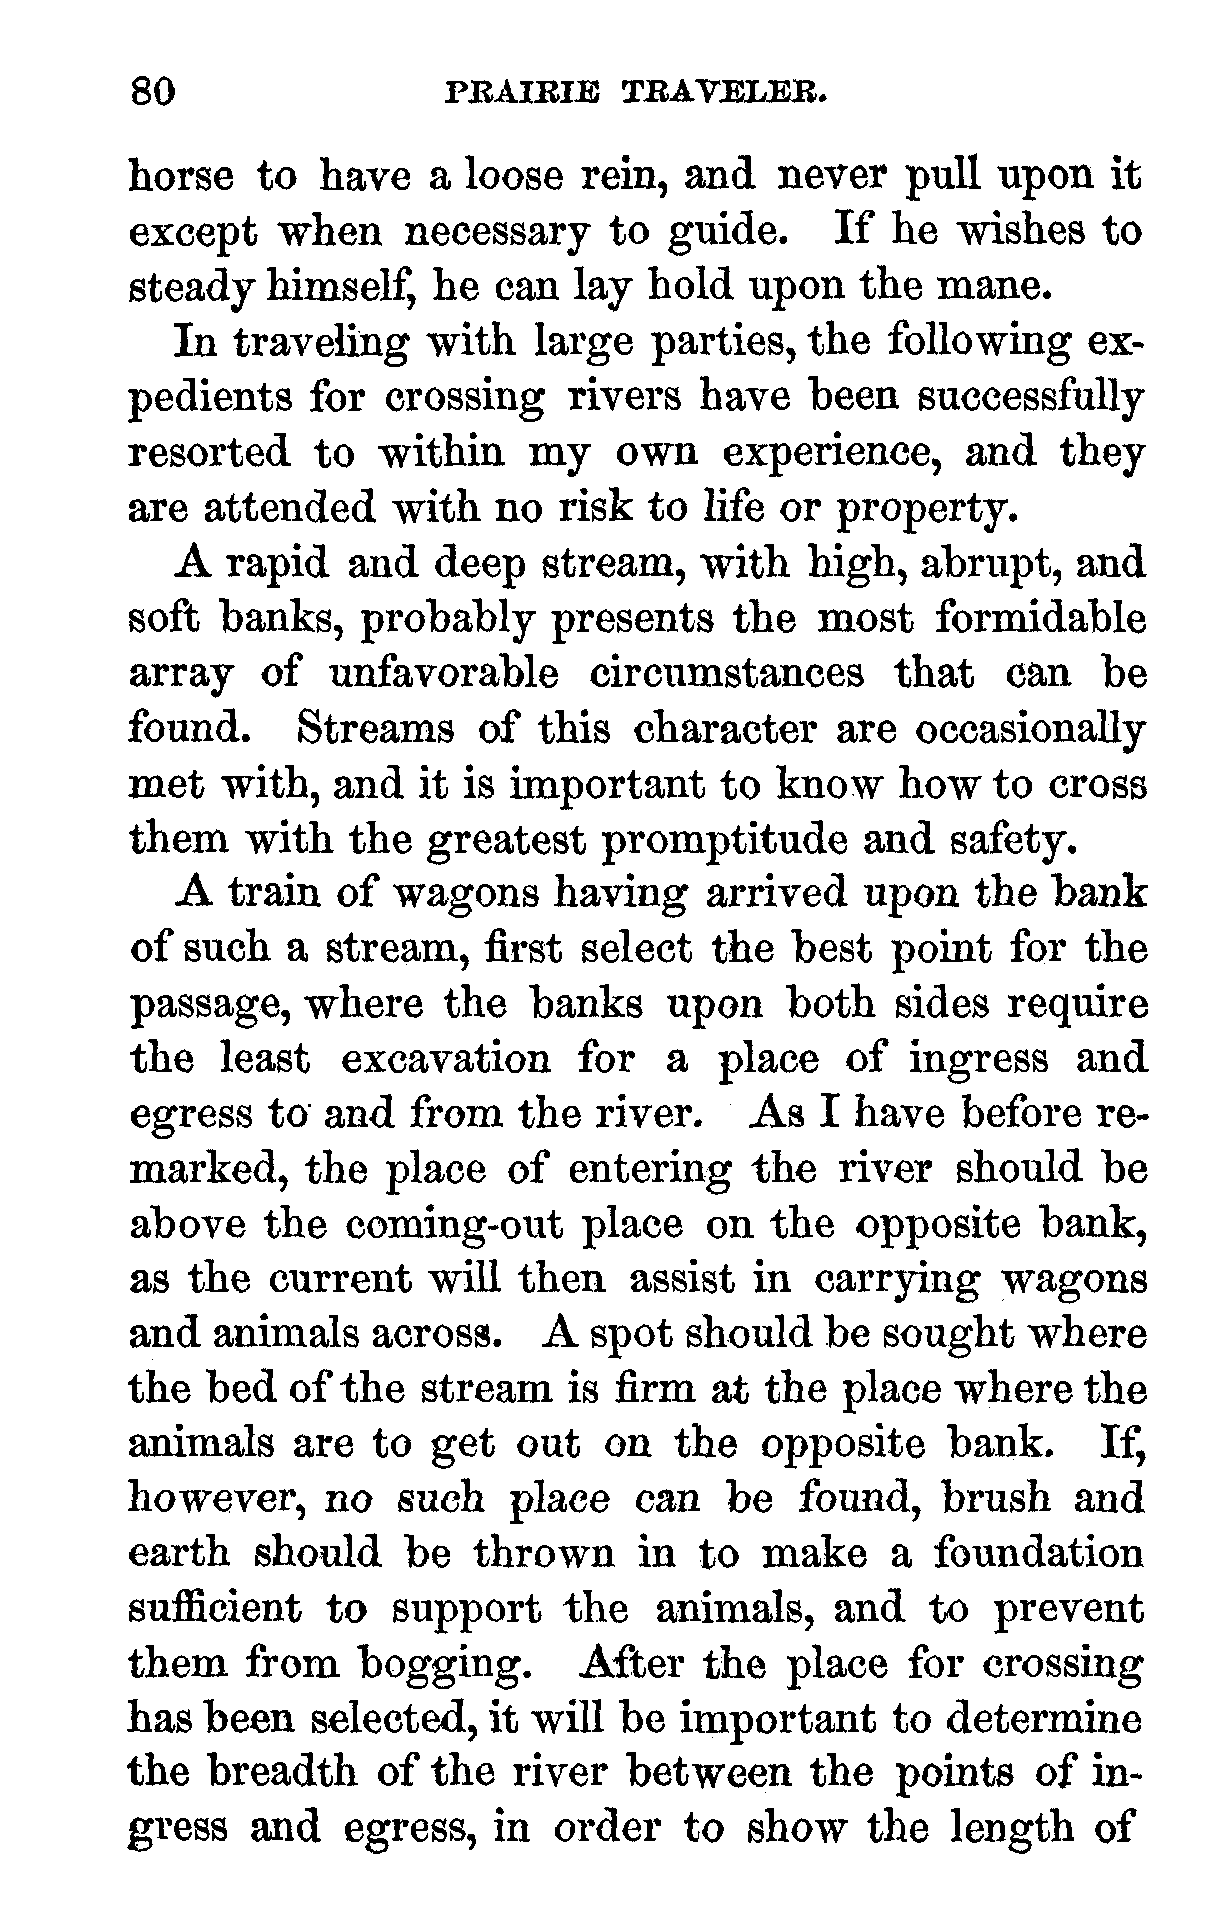 80 PRAIRIE TRAVELER.
horse to have a loose rein, and never pull upon it
except when necessary to guide. If he wishes to
steady himself, he can lay hold upon the mane.
In traveling with large parties, the following ex-
pedients for crossing rivers have been successfully
resorted to within my own experience, and they
are attended with no risk to life or property.
A rapid and deep stream, with high, abrupt, and
soft banks, probably presents the most formidable
array of unfavorable circumstances that can be
found. Streams of this character are occasionally
met with, and it is important to know how to cross
them with the greatest promptitude and safety.
A train of wagons having arrived upon the bank
of such a stream, first select the best point for the
passage, where the banks upon both sides require
the least excavation for a place of ingress and
egress to and from the river. As I have before re-
marked, the place of entering the river should be
above the coming-out place on the opposite bank,
as the current will then assist in carrying wagons
and animals across. A spot should be sought where
the bed of the stream is firm at the place where the
animals are to get out on the opposite bank. If,
however, no such place can be found, brush and
earth should be thrown in to make a foundation
sufficient to support the animals, and to prevent
them from bogging. After the place for crossing
has been selected, it will be important to determine
the breadth of the river between the points of in-
gress and egress, in order to show the length of